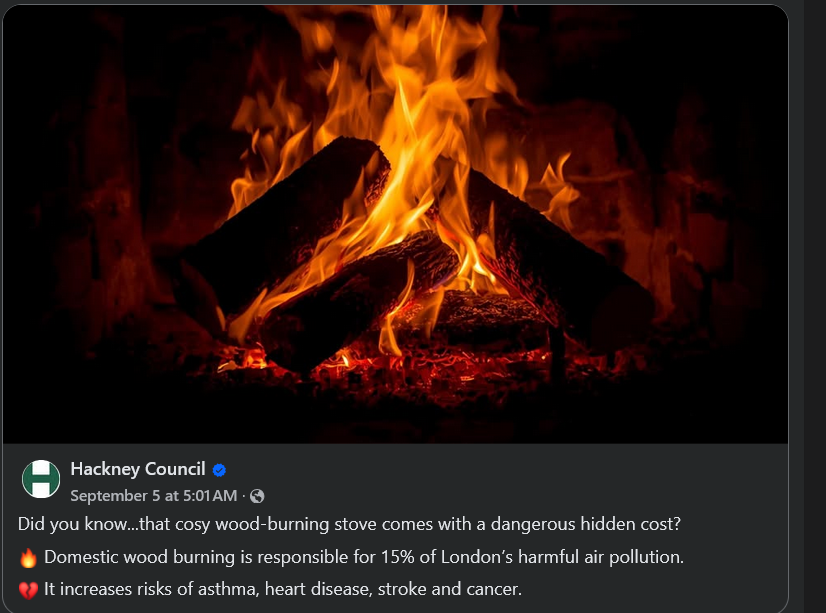 Hackney Council
September 5 at 5:01 AM ·
Did you know...that cosy wood-burning stove comes with a dangerous hidden cost?
🔥 Domestic wood burning is responsible for 15% of London’s harmful air pollution.
💔 It increases risks of asthma, heart disease, stroke and cancer.